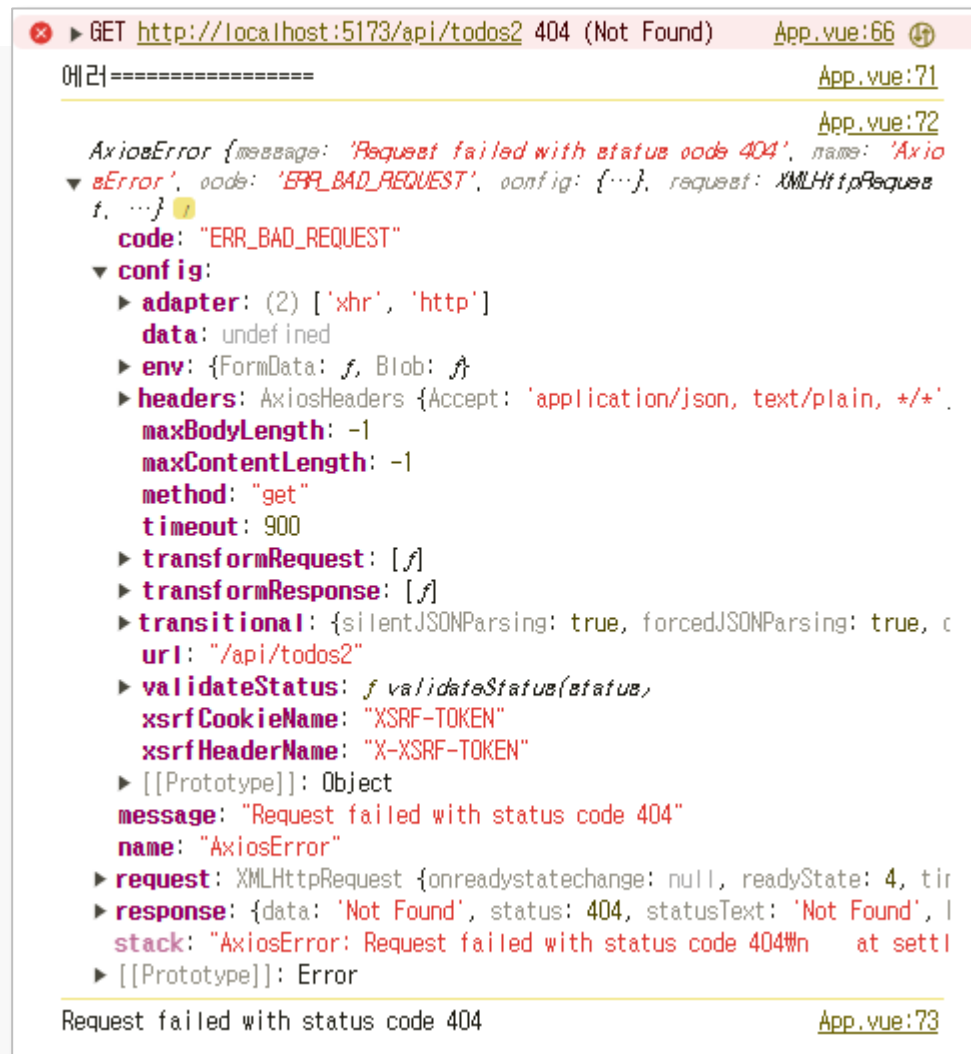 GET http://localhost:5173/api/todos2 404 (Not Found) App.vue:66
에러================== App.vue:71
App.vue:72
AxiosError {message: 'Request failed with status code 404', name: 'Axio
sError', code: 'ERR_BAD_REQUEST', config: {…}, request: XMLHttpReques
t, …} i
code: "ERR_BAD_REQUEST"
config:
adapter: (2) ['xhr', 'http']
data: undefined
env: {FormData: ƒ, Blob: ƒ}
headers: AxiosHeaders {Accept: 'application/json, text/plain, */*',
maxBodyLength: -1
maxContentLength: -1
method: "get"
timeout: 900
transformRequest: [ƒ]
transformResponse: [ƒ]
transitional: {silentJSONParsing: true, forcedJSONParsing: true, c
url: "/api/todos2"
validateStatus: ƒ validateStatus(status)
xsrfCookieName: "XSRF-TOKEN"
xsrfHeaderName: "X-XSRF-TOKEN"
[[Prototype]]: Object
message: "Request failed with status code 404"
name: "AxiosError"
request: XMLHttpRequest {onreadystatechange: null, readyState: 4, tim
response: {data: 'Not Found', status: 404, statusText: 'Not Found',
stack: "AxiosError: Request failed with status code 404₩n    at settl
[[Prototype]]: Error
Request failed with status code 404 App.vue:73